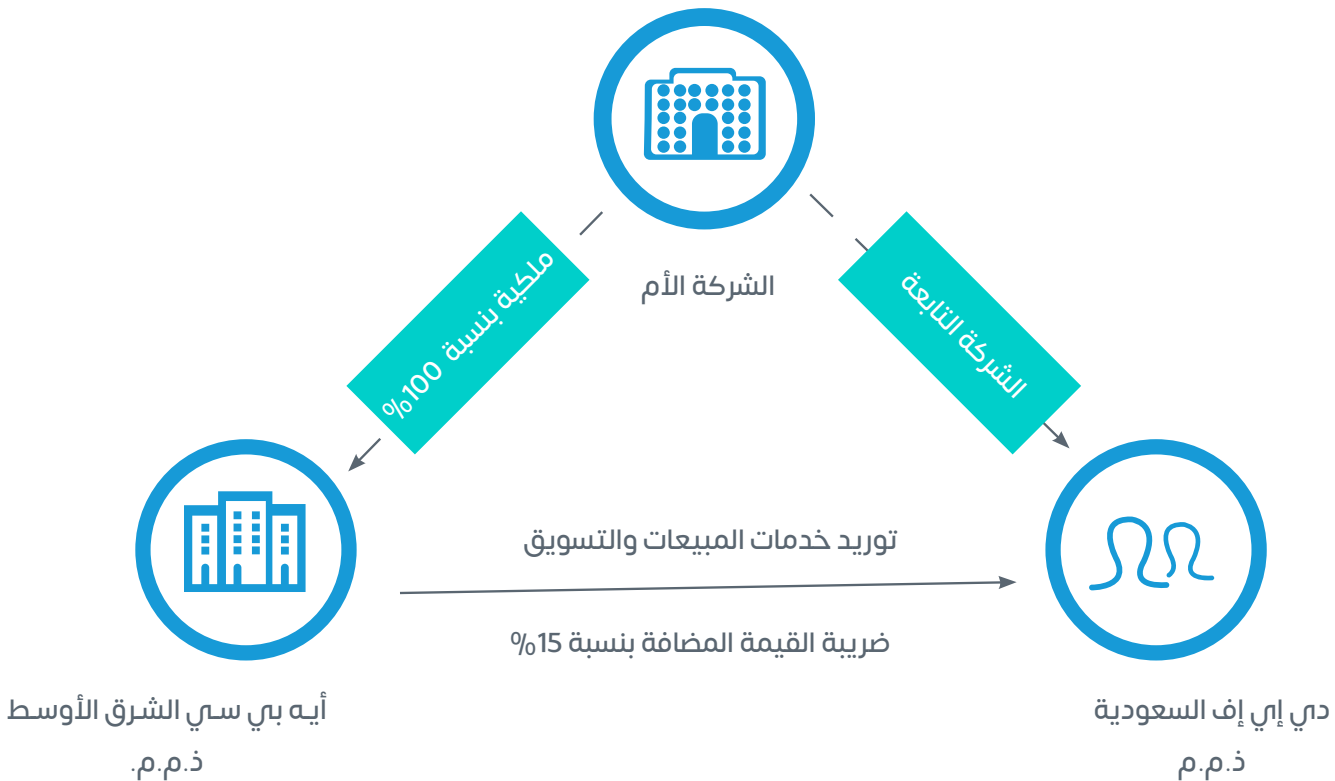 الشركة الأم
الشركة التابعة
ملكية بنسبة 100%
توريد خدمات المبيعات والتسويق
ضريبة القيمة المضافة بنسبة 15%
دي إي إف السعودية
ذ.م.م
أيه بي سي الشرق الأوسط
ذ.م.م.